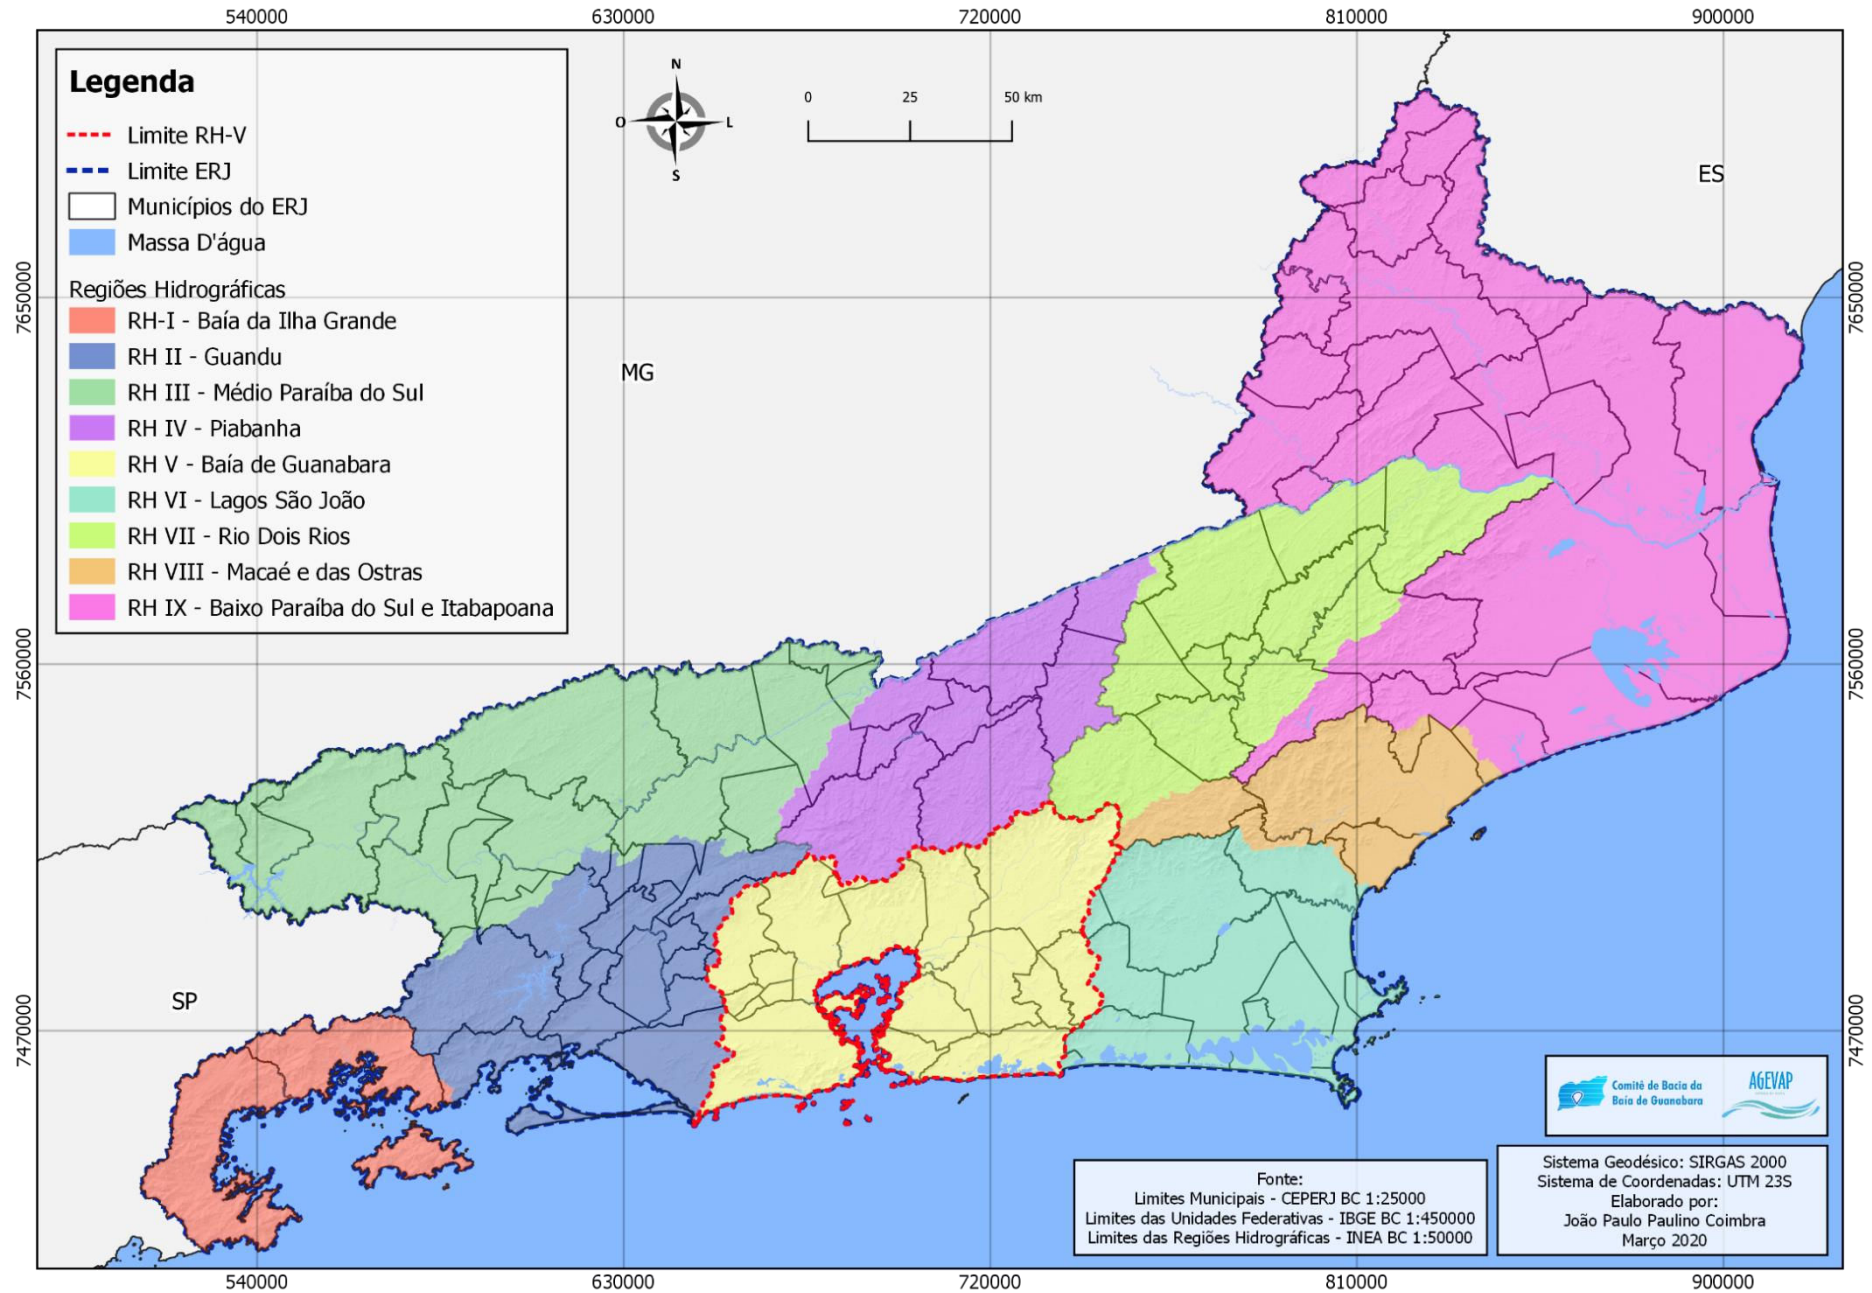 540000 630000 720000 810000 900000
Legenda
Limite RH-V
Limite ERJ
Municípios do ERJ
Massa D'água
Regiões Hidrográficas
RH-I - Baía da Ilha Grande
RH II - Guandu
RH III - Médio Paraíba do Sul
RH IV - Piabanha
RH V - Baía de Guanabara
RH VI - Lagos São João
RH VII - Rio Dois Rios
RH VIII - Macaé e das Ostras
RH IX - Baixo Paraíba do Sul e Itabapoana
N
O L
S
0 25 50 km
ES
MG
SP
7650000
7560000
7470000
7650000
7560000
7470000
Comitê de Bacia da
Baía de Guanabara
AGEVAP
Fonte:
Limites Municipais - CEPERJ BC 1:25000
Limites das Unidades Federativas - IBGE BC 1:450000
Limites das Regiões Hidrográficas - INEA BC 1:50000
Sistema Geodésico: SIRGAS 2000
Sistema de Coordenadas: UTM 23S
Elaborado por:
João Paulo Paulino Coimbra
Março 2020
540000 630000 720000 810000 900000